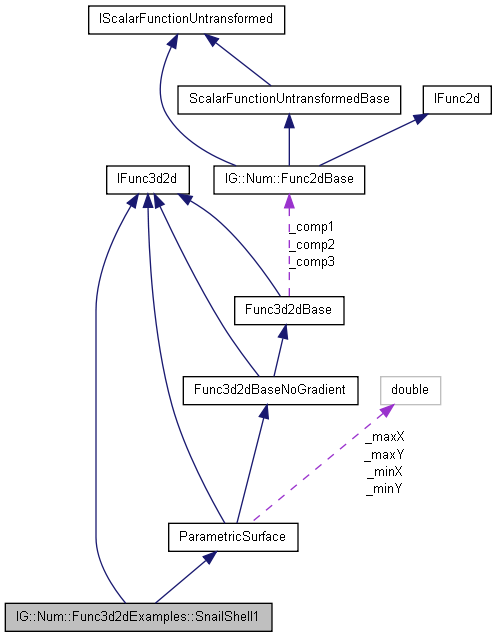 IScalarFunctionUntransformed
ScalarFunctionUntransformedBase
IFunc2d
IFunc3d2d
IG::Num::Func2dBase
_comp1
_comp2
_comp3
Func3d2dBase
Func3d2dBaseNoGradient
double
_maxX
_maxY
_minX
_minY
ParametricSurface
IG::Num::Func3d2dExamples::SnailShell1